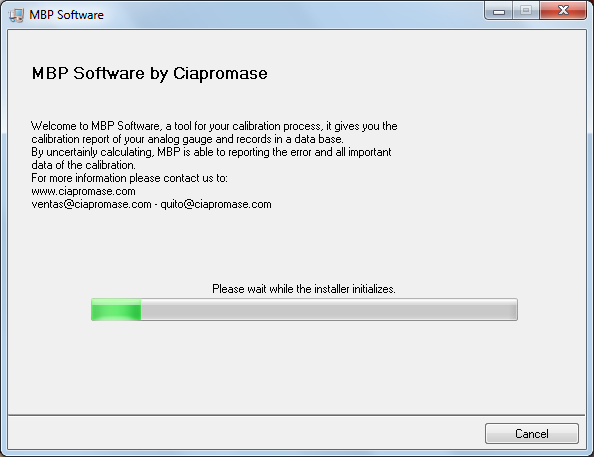 MBP Software
MBP Software by Ciapromase
Welcome to MBP Software, a tool for your calibration process, it gives you the
calibration report of your analog gauge and records in a data base.
By uncertainly calculating, MBP is able to reporting the error and all important
data of the calibration.
For more information please contact us to:
www.ciapromase.com
ventas@ciapromase.com - quito@ciapromase.com
Please wait while the installer initializes.
Cancel